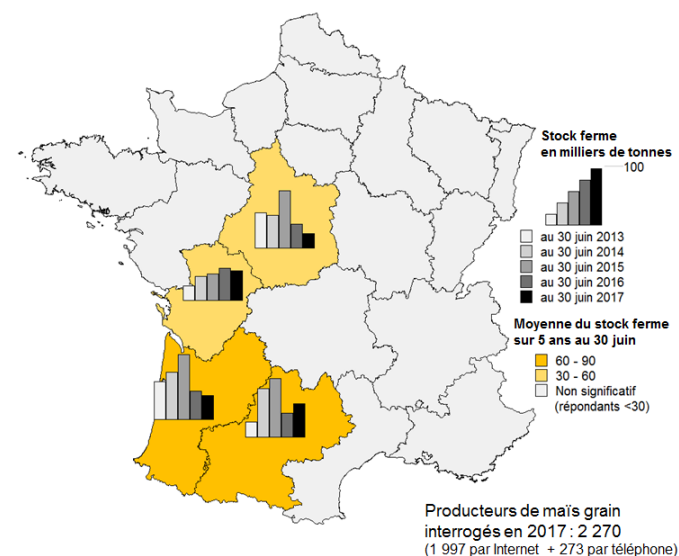 Stock ferme
en milliers de tonnes
100
au 30 juin 2013
au 30 juin 2014
au 30 juin 2015
au 30 juin 2016
au 30 juin 2017
Moyenne du stock ferme
sur 5 ans au 30 juin
60 - 90
30 - 60
Non significatif
(répondants <30)
Producteurs de maïs grain
interrogés en 2017 : 2 270
(1 997 par Internet + 273 par téléphone)